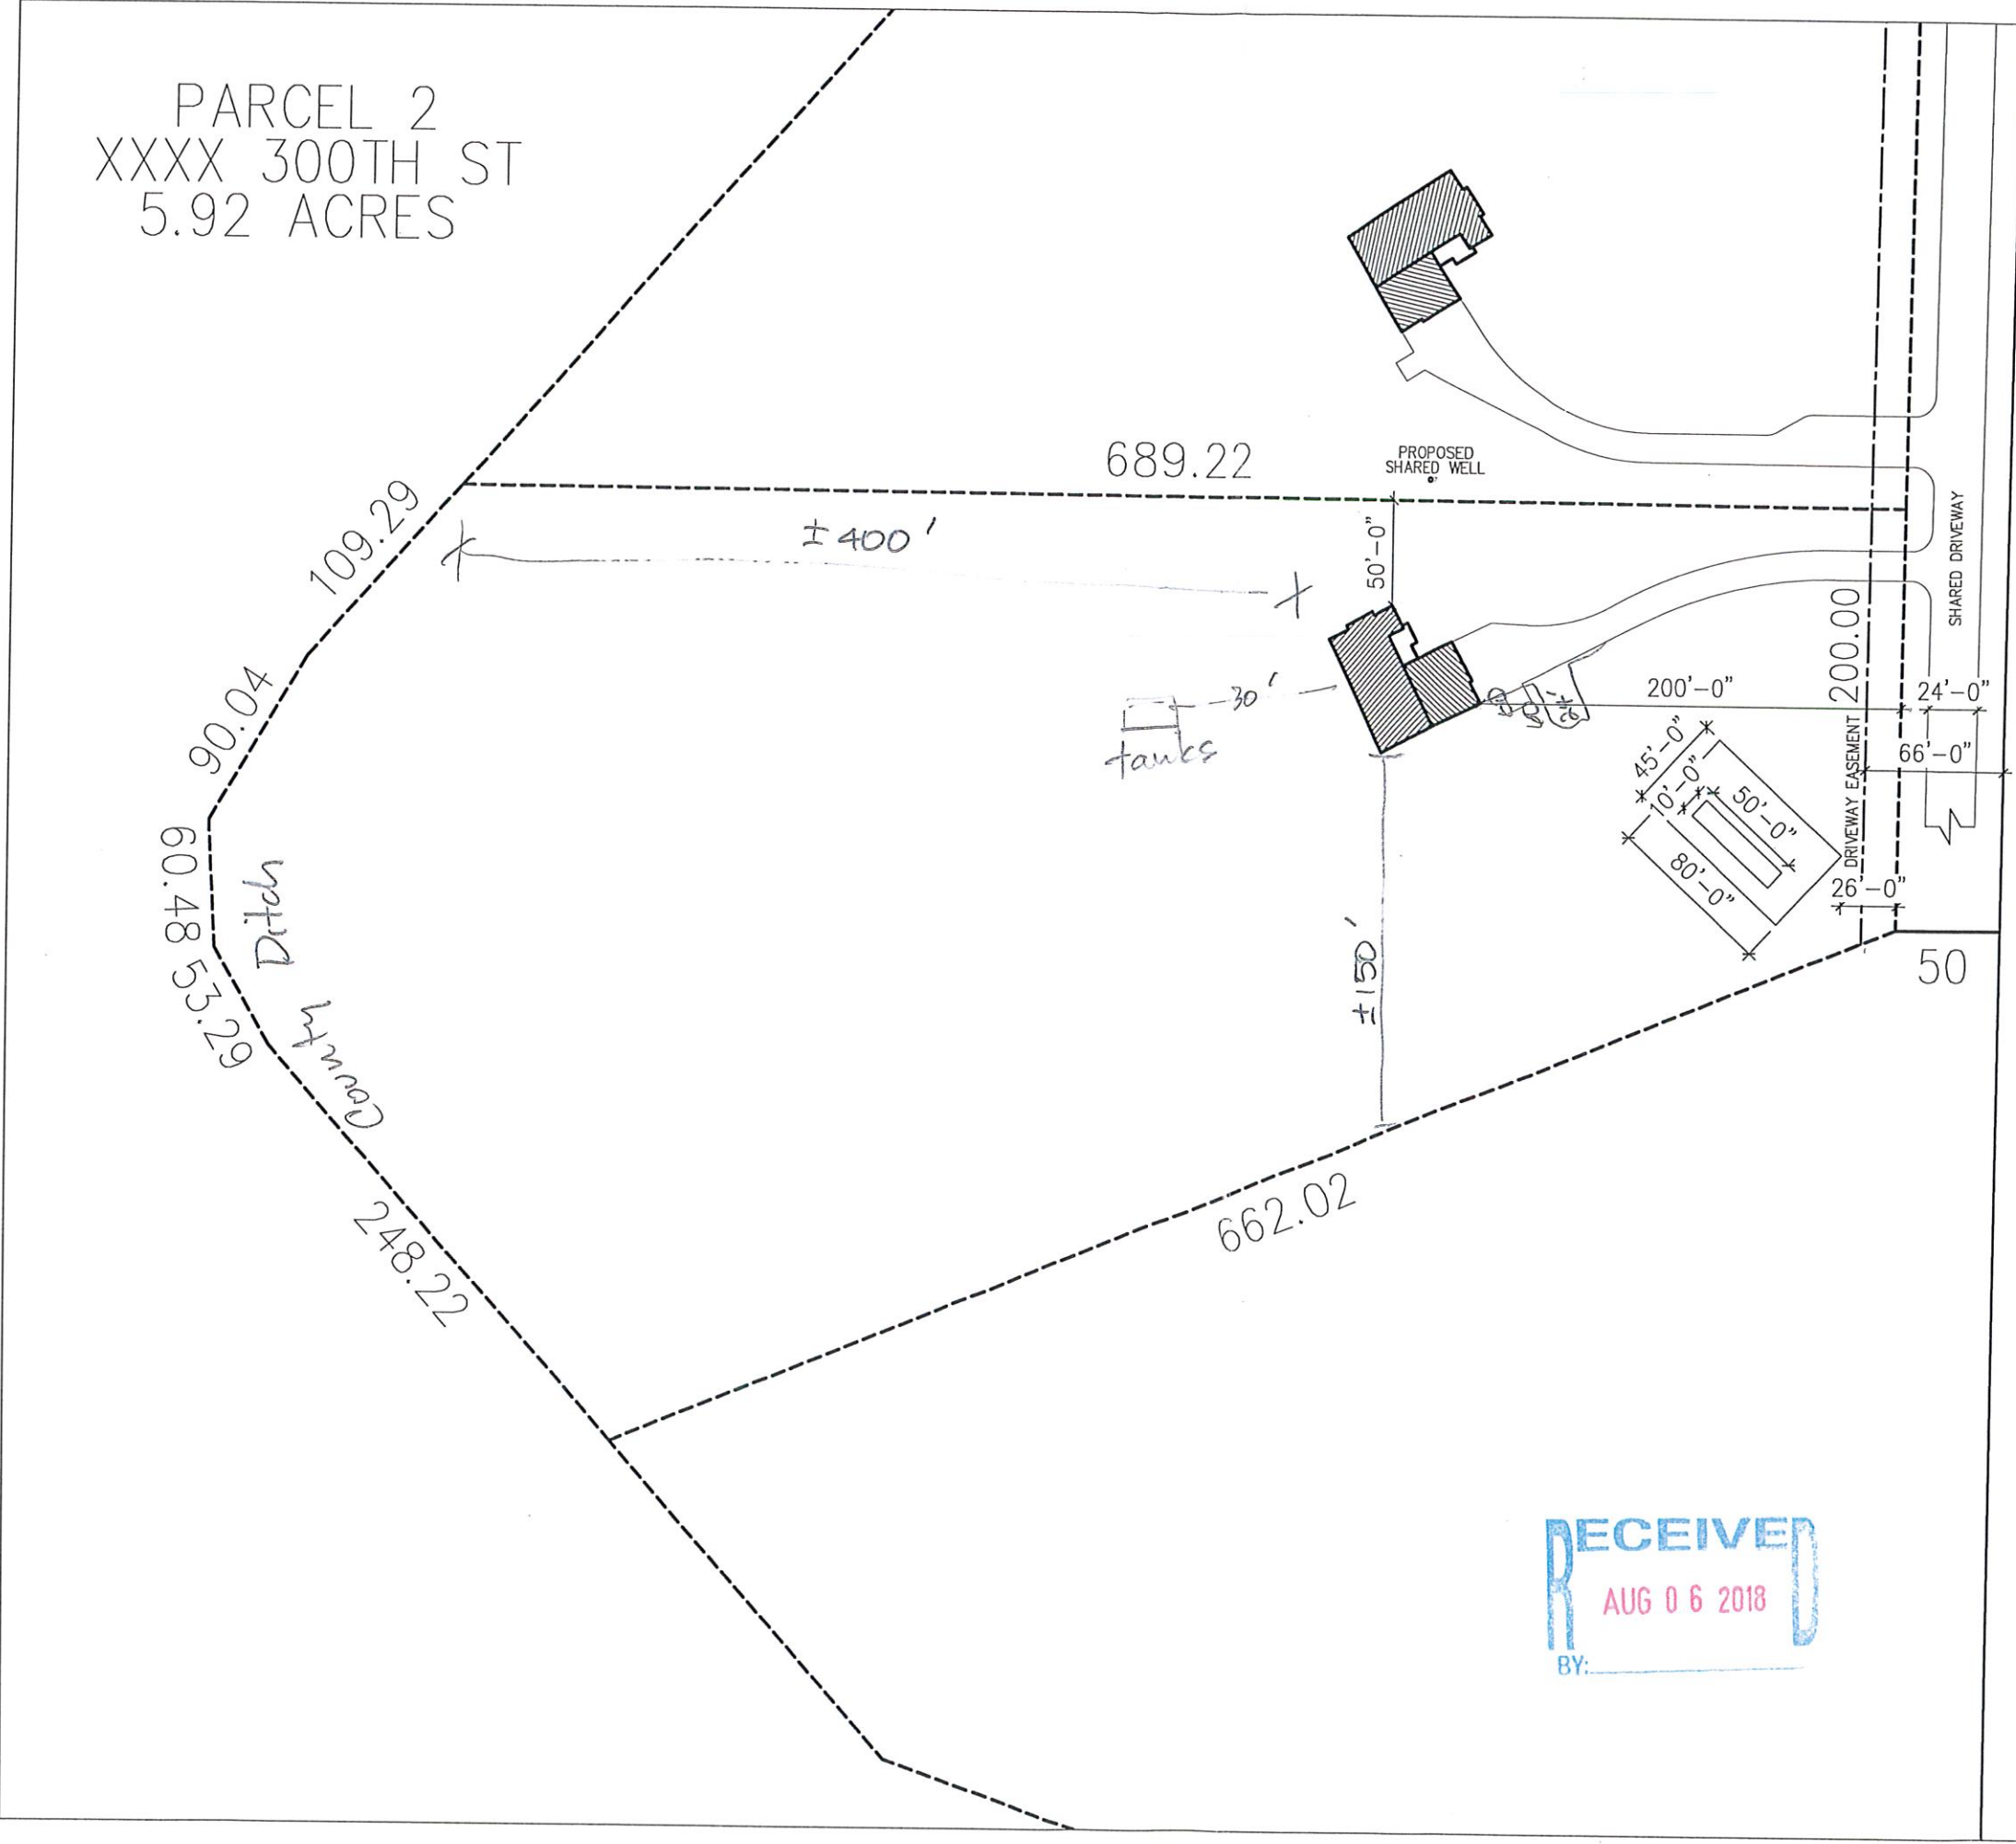 PARCEL 2
XXXX 300TH ST
5.92 ACRES
689.22
PROPOSED
SHARED WELL
109.29
± 400'
50'-0"
SHARED DRIVEWAY
90.04
30'
tanks
200'-0"
DRIVEWAY EASEMENT 200.00
24'-0"
66'-0"
45'-0"
10'-0"
50'-0"
80'-0"
26'-0"
60.48
53.29
County Ditch
±150'
50
248.22
662.02
RECEIVED
AUG 06 2018
BY: